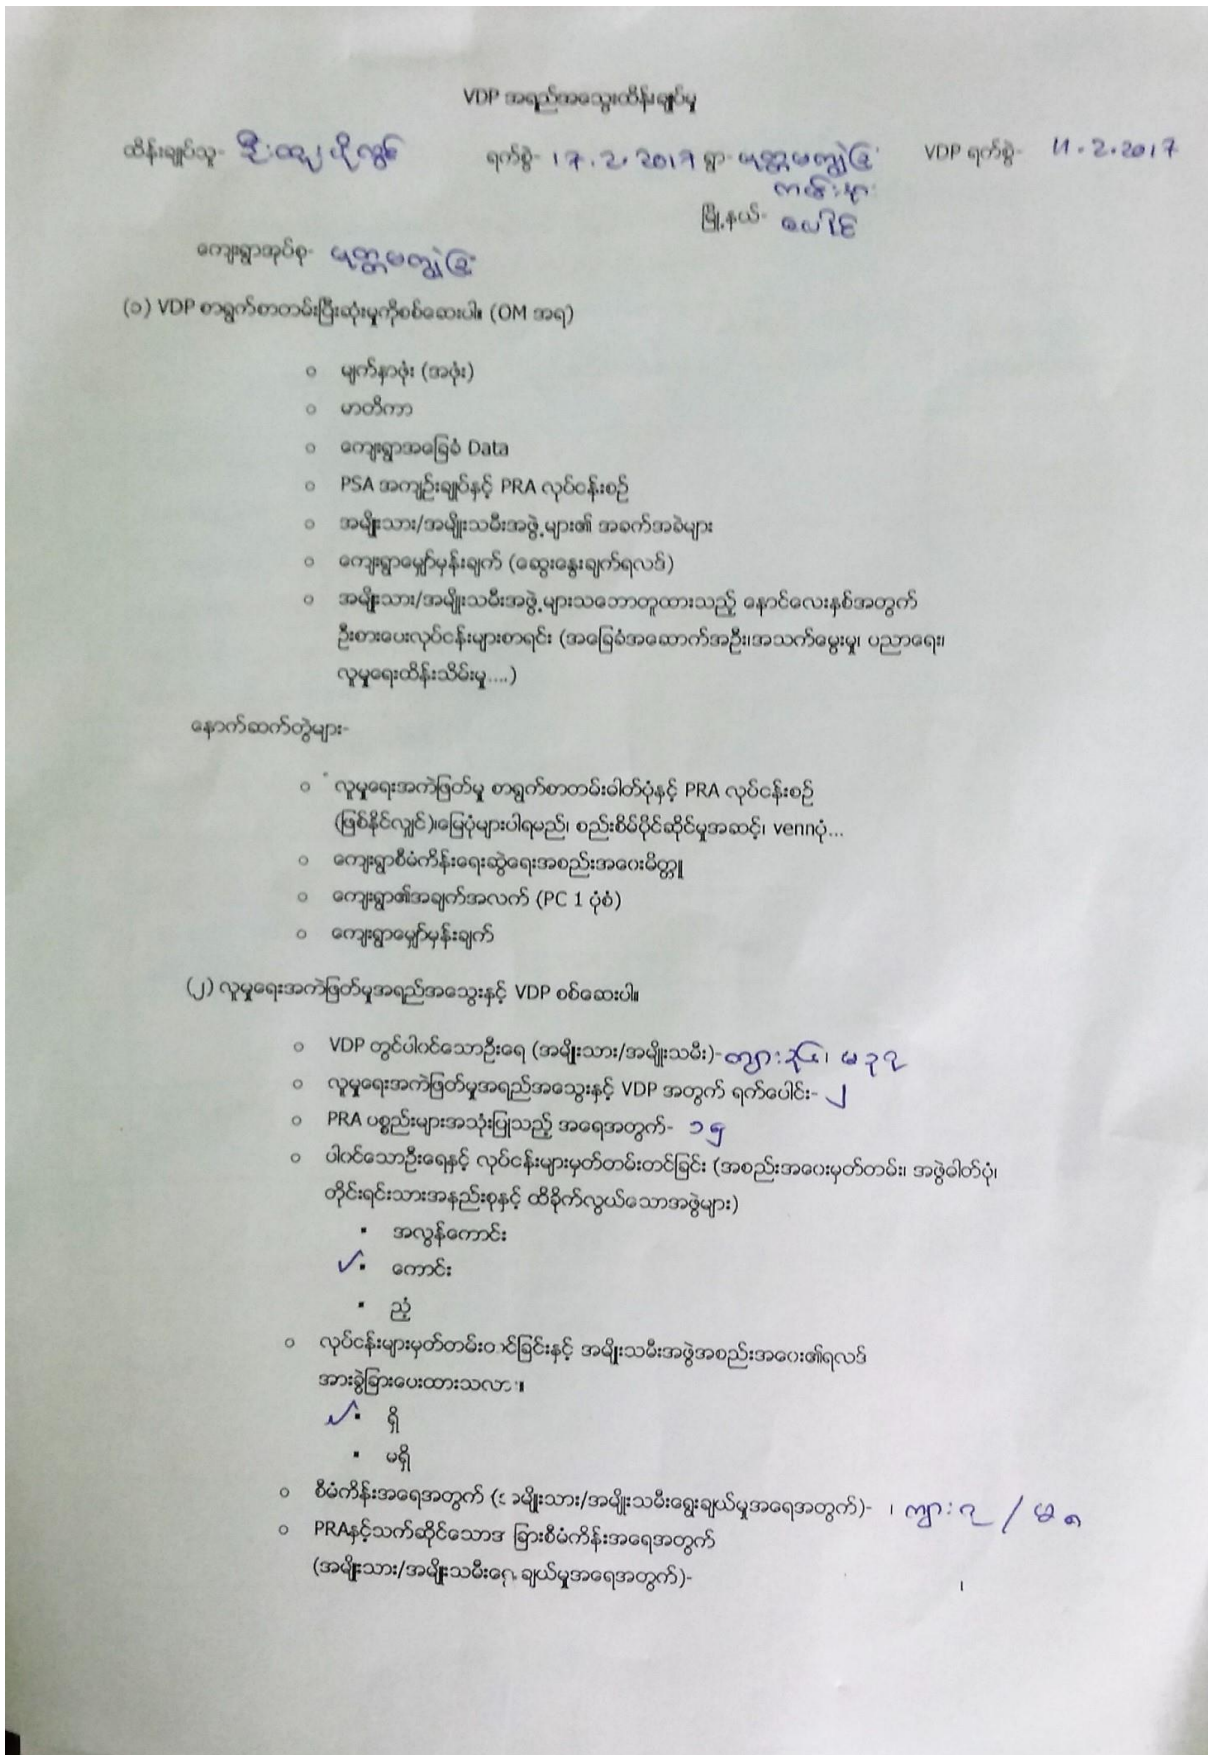 VDP အရည်အသွေးထိန်းချုပ်မှု
ထိန်းချုပ်သူ- ရက်စွဲ- 17.2.2017 ရွာ- VDP ရက်စွဲ- 11.2.2017
မြို့နယ်- ပေါင်
ကျေးရွာအုပ်စု-
(၁) VDP စာရွက်စာတမ်းပြီးဆုံးမှုကိုစစ်ဆေးပါ။ (OM အရ)
○ မျက်နှာဖုံး (အဖုံး)
○ မာတိကာ
○ ကျေးရွာအခြေခံ Data
○ PSA အကျဉ်းချုပ်နှင့် PRA လုပ်ငန်းစဉ်
○ အမျိုးသား/အမျိုးသမီးအဖွဲ့များ၏ အခက်အခဲများ
○ ကျေးရွာမျှော်မှန်းချက် (ဆွေးနွေးချက်ရလဒ်)
○ အမျိုးသား/အမျိုးသမီးအဖွဲ့များသဘောတူထားသည့် နောင်လေးနှစ်အတွက်
ဦးစားပေးလုပ်ငန်းများစာရင်း (အခြေခံအဆောက်အဦး၊အသက်မွေးမှု၊ ပညာရေး၊
လူမှုရေးထိန်းသိမ်းမှု....)
နောက်ဆက်တွဲများ-
○ လူမှုရေးအကဲဖြတ်မှု စာရွက်စာတမ်းဓါတ်ပုံနှင့် PRA လုပ်ငန်းစဉ်
(ဖြစ်နိုင်လျှင်)၊မြေပုံများပါရမည်၊ စည်းစိမ်ပိုင်ဆိုင်မှုအဆင့်၊ vennပုံ...
○ ကျေးရွာစီမံကိန်းရေးဆွဲရေးအစည်းအဝေးမိတ္တူ
○ ကျေးရွာ၏အချက်အလက် (PC 1 ပုံစံ)
○ ကျေးရွာမျှော်မှန်းချက်
(၂) လူမှုရေးအကဲဖြတ်မှုအရည်အသွေးနှင့် VDP စစ်ဆေးပါ။
○ VDP တွင်ပါဝင်သောဦးရေ (အမျိုးသား/အမျိုးသမီး)- ကျား ၃၄၊ မ ၃၃
○ လူမှုရေးအကဲဖြတ်မှုအရည်အသွေးနှင့် VDP အတွက် ရက်ပေါင်း- ၂
○ PRA ပစ္စည်းများအသုံးပြုသည့် အရေအတွက်- ၁၅
○ ပါဝင်သောဦးရေနှင့် လုပ်ငန်းများမှတ်တမ်းတင်ခြင်း (အစည်းအဝေးမှတ်တမ်း၊ အဖွဲဓါတ်ပုံ၊
တိုင်းရင်းသားအနည်းစုနှင့် ထိခိုက်လွယ်သောအဖွဲများ)
▪ အလွန်ကောင်း
✓▪ ကောင်း
▪ ညံ့
○ လုပ်ငန်းများမှတ်တမ်းတင်ခြင်းနှင့် အမျိုးသမီးအဖွဲအစည်းအဝေး၏ရလဒ်
အားခွဲခြားပေးထားသလား။
✓▪ ရှိ
▪ မရှိ
○ စီမံကိန်းအရေအတွက် (အမျိုးသား/အမျိုးသမီးရွေးချယ်မှုအရေအတွက်)- ၊ ကျား ၃ / မ ၈
○ PRAနှင့်သက်ဆိုင်သောအခြားစီမံကိန်းအရေအတွက်
(အမျိုးသား/အမျိုးသမီးရွေးချယ်မှုအရေအတွက်)- ၊